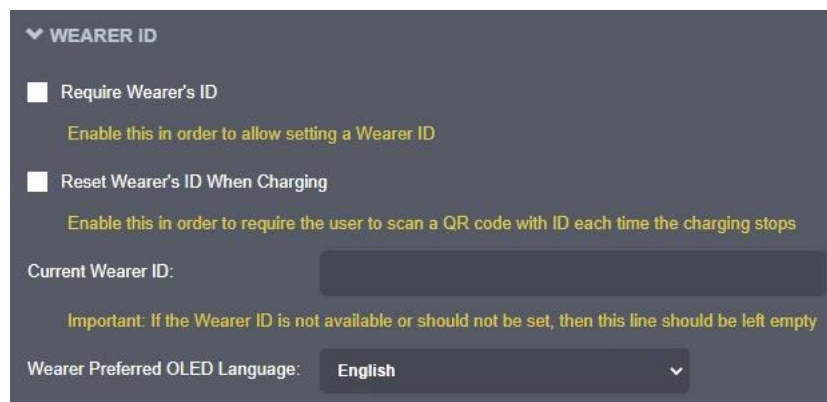 WEARER ID
Require Wearer's ID
Enable this in order to allow setting a Wearer ID
Reset Wearer's ID When Charging
Enable this in order to require the user to scan a QR code with ID each time the charging stops
Current Wearer ID:
Important: If the Wearer ID is not available or should not be set, then this line should be left empty
Wearer Preferred OLED Language: English